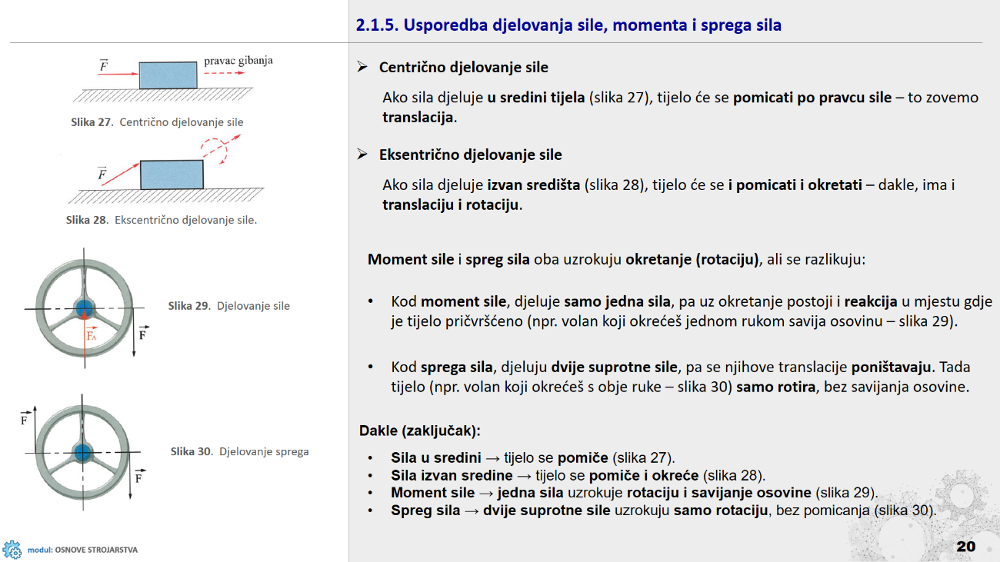 2.1.5. Usporedba djelovanja sile, momenta i sprega sila
F
pravac gibanja
Slika 27. Centrično djelovanje sile
F
Slika 28. Ekscentrično djelovanje sile.
F
FA
Slika 29. Djelovanje sile
F
F
Slika 30. Djelovanje sprega
➢ Centrično djelovanje sile
Ako sila djeluje u sredini tijela (slika 27), tijelo će se pomicati po pravcu sile – to zovemo
translacija.
➢ Eksentrično djelovanje sile
Ako sila djeluje izvan središta (slika 28), tijelo će se i pomicati i okretati – dakle, ima i
translaciju i rotaciju.
Moment sile i spreg sila oba uzrokuju okretanje (rotaciju), ali se razlikuju:
• Kod moment sile, djeluje samo jedna sila, pa uz okretanje postoji i reakcija u mjestu gdje
je tijelo pričvršćeno (npr. volan koji okrećeš jednom rukom savija osovinu – slika 29).
• Kod sprega sila, djeluju dvije suprotne sile, pa se njihove translacije poništavaju. Tada
tijelo (npr. volan koji okrećeš s obje ruke – slika 30) samo rotira, bez savijanja osovine.
Dakle (zaključak):
• Sila u sredini → tijelo se pomiče (slika 27).
• Sila izvan sredine → tijelo se pomiče i okreće (slika 28).
• Moment sile → jedna sila uzrokuje rotaciju i savijanje osovine (slika 29).
• Spreg sila → dvije suprotne sile uzrokuju samo rotaciju, bez pomicanja (slika 30).
modul: OSNOVE STROJARSTVA
20